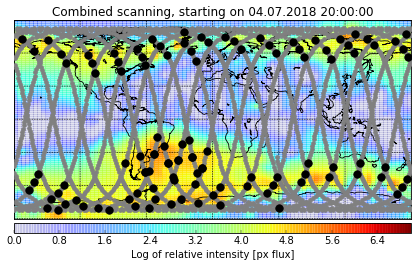 Combined scanning, starting on 04.07.2018 20:00:00
0.0 0.8 1.6 2.4 3.2 4.0 4.8 5.6 6.4
Log of relative intensity [px flux]